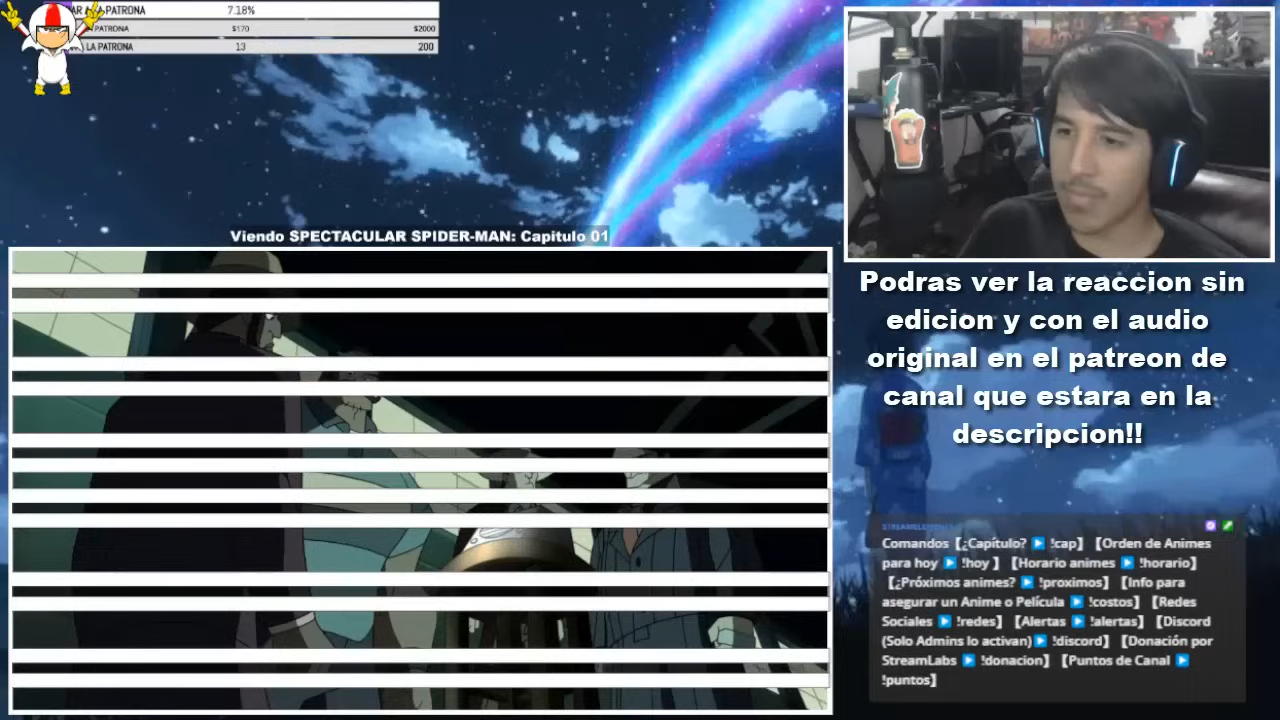 AR A LA PATRONA 7.18%
PATRONA $170 $2000
LA PATRONA 13 200
Viendo SPECTACULAR SPIDER-MAN: Capitulo 01
Podras ver la reaccion sin
edicion y con el audio
original en el patreon de
canal que estara en la
descripcion!!
Comandos【¿Capítulo? ▶ !cap】【Orden de Animes
para hoy ▶ !hoy 】【Horario animes ▶ !horario】
【¿Próximos animes? ▶ !proximos】【Info para
asegurar un Anime o Película ▶ !costos】【Redes
Sociales ▶ !redes】【Alertas ▶ !alertas】【Discord
(Solo Admins lo activan)▶ !discord】【Donación por
StreamLabs ▶ !donacion】【Puntos de Canal ▶
!puntos】